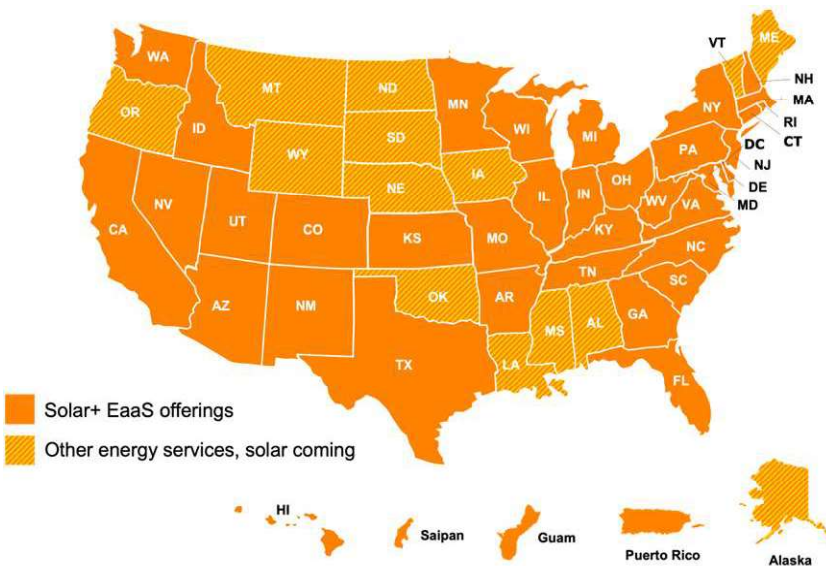 ME
VT
WA
MT
ND
MN
NH
OR
MA
NY
ID
WI
SD
MI
RI
WY
CT
DC
PA
IA
NJ
NE
OH
DE
IL
IN
NV
WV
MD
UT
VA
CA
CO
KS
MO
KY
NC
TN
SC
OK
AR
AZ
NM
GA
MS
AL
TX
LA
FL
Solar+ EaaS offerings
Other energy services, solar coming
HI
Saipan
Guam
Puerto Rico
Alaska